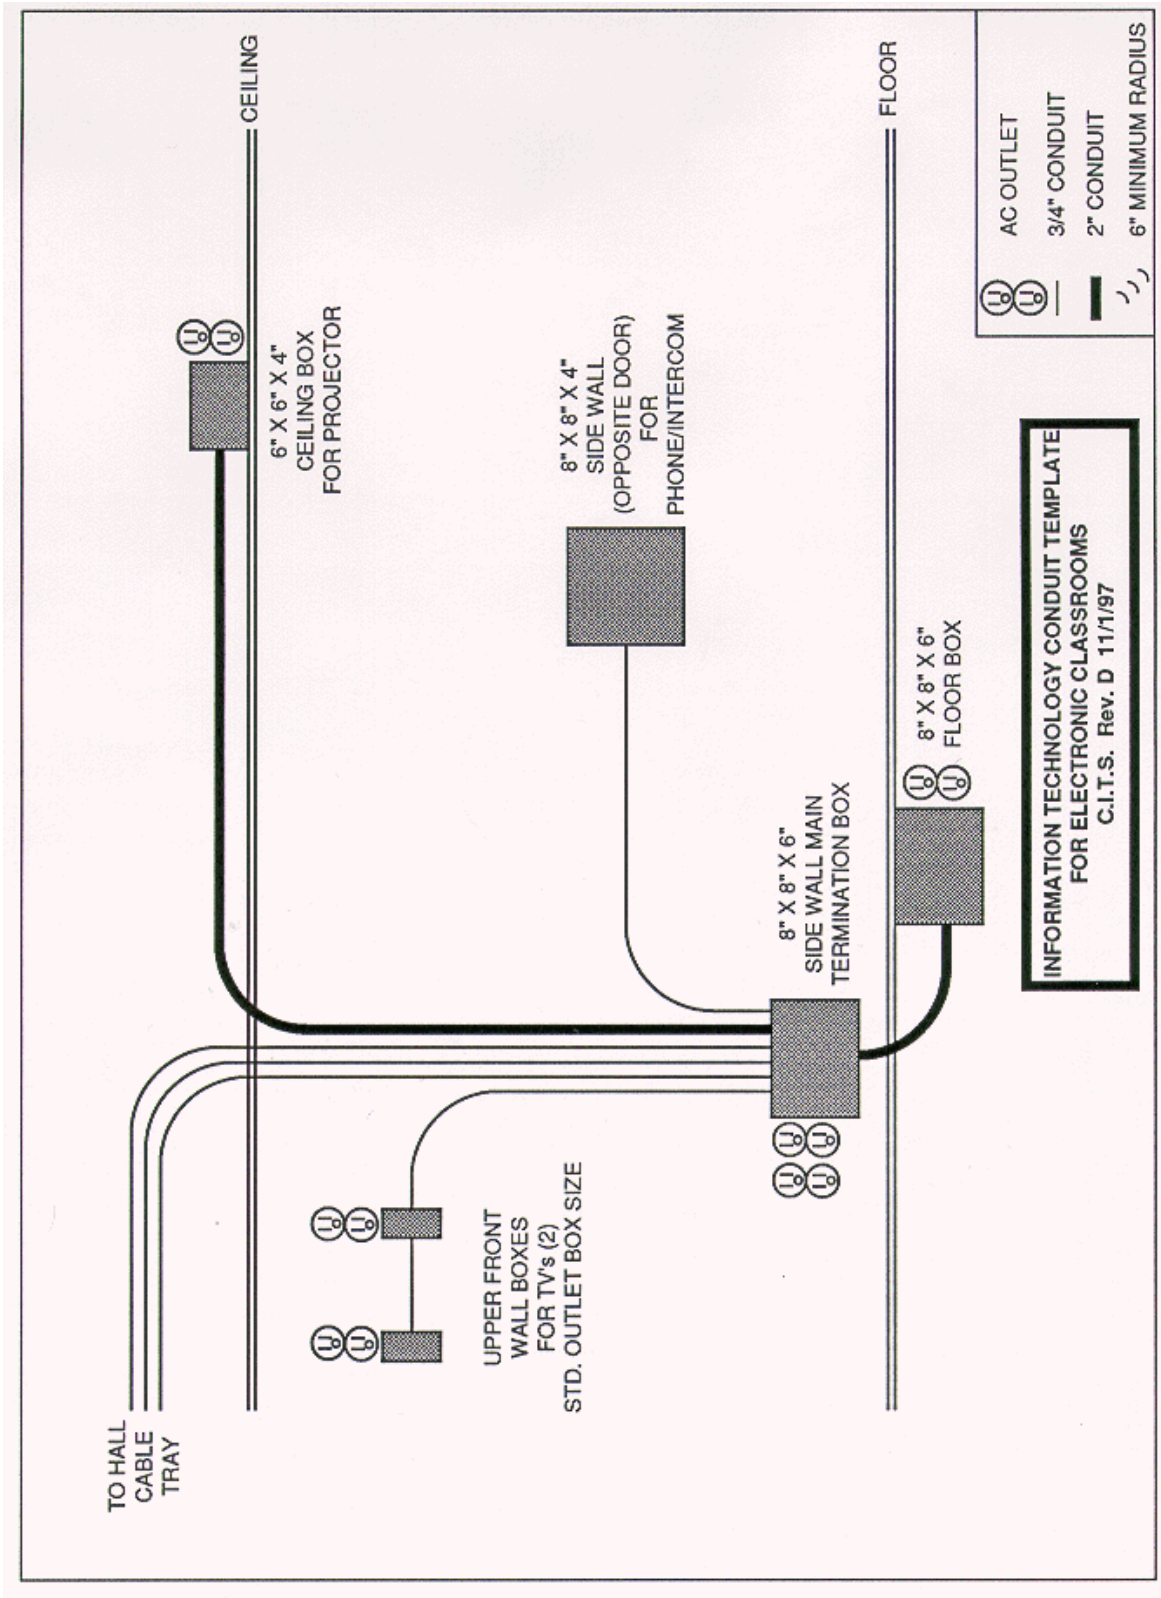 TO HALL
CABLE
TRAY
CEILING
6" X 6" X 4"
CEILING BOX
FOR PROJECTOR
UPPER FRONT
WALL BOXES
FOR TV's (2)
STD. OUTLET BOX SIZE
8" X 8" X 4"
SIDE WALL
(OPPOSITE DOOR)
FOR
PHONE/INTERCOM
8" X 8" X 6"
SIDE WALL MAIN
TERMINATION BOX
FLOOR
8" X 8" X 6"
FLOOR BOX
INFORMATION TECHNOLOGY CONDUIT TEMPLATE
FOR ELECTRONIC CLASSROOMS
C.I.T.S. Rev. D 11/1/97
AC OUTLET
3/4" CONDUIT
2" CONDUIT
6" MINIMUM RADIUS